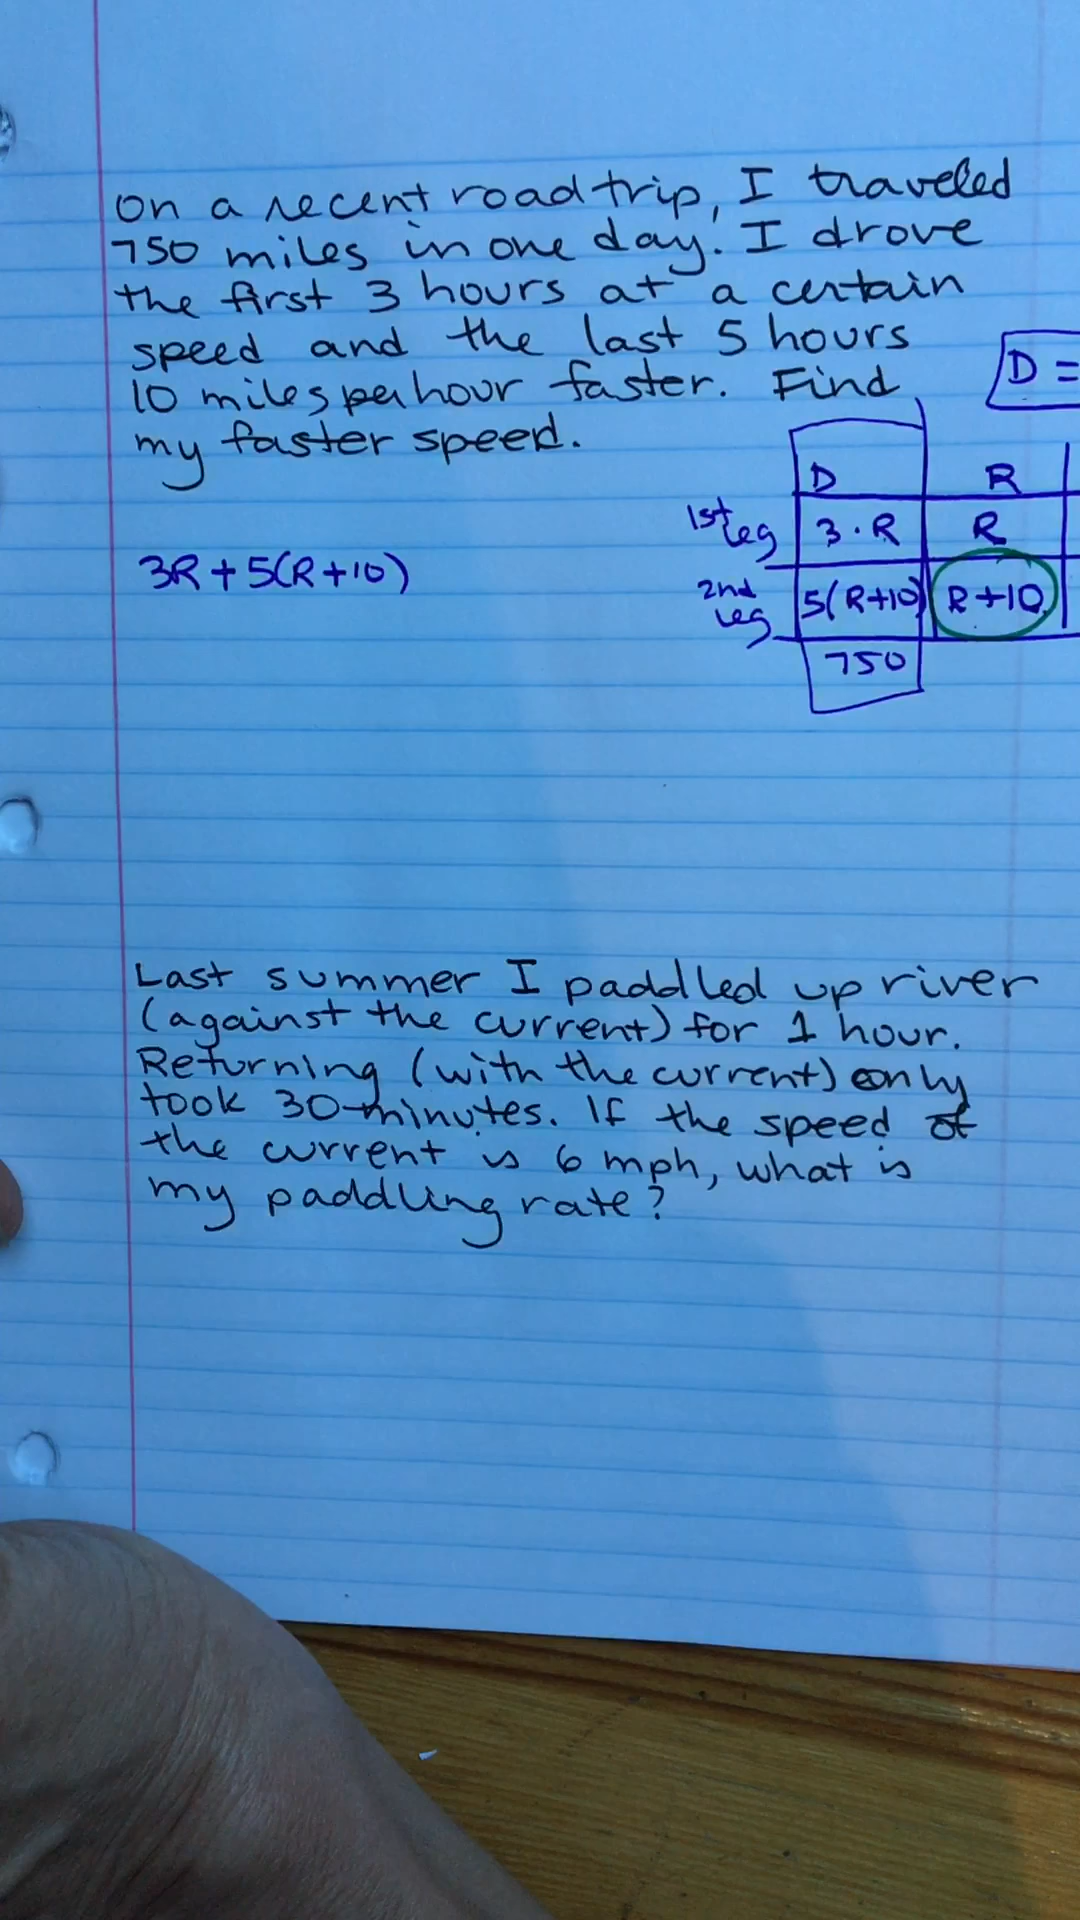 on a recent road trip, I traveled
750 miles in one day. I drove
the first 3 hours at a certain
speed and the last 5 hours
10 miles per hour faster. Find
my faster speed.
D =
D R
1st leg 3 · R R
2nd leg 5(R+10) R+10
750
3R + 5(R+10)
Last summer I paddled up river
(against the current) for 1 hour.
Returning (with the current) only
took 30 minutes. If the speed of
the current is 6 mph, what is
my paddling rate?